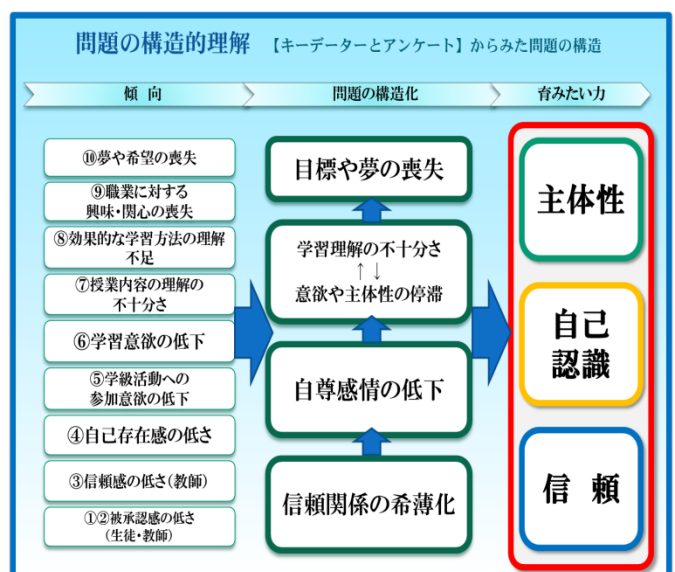 問題の構造的理解 【キーデーターとアンケート】からみた問題の構造
傾 向
問題の構造化
育みたい力
⑩夢や希望の喪失
⑨職業に対する
興味・関心の喪失
⑧効果的な学習方法の理解
不足
⑦授業内容の理解の
不十分さ
⑥学習意欲の低下
⑤学級活動への
参加意欲の低下
④自己存在感の低さ
③信頼感の低さ(教師)
①②被承認感の低さ
(生徒・教師)
目標や夢の喪失
学習理解の不十分さ
↑↓
意欲や主体性の停滞
自尊感情の低下
信頼関係の希薄化
主体性
自己
認識
信 頼